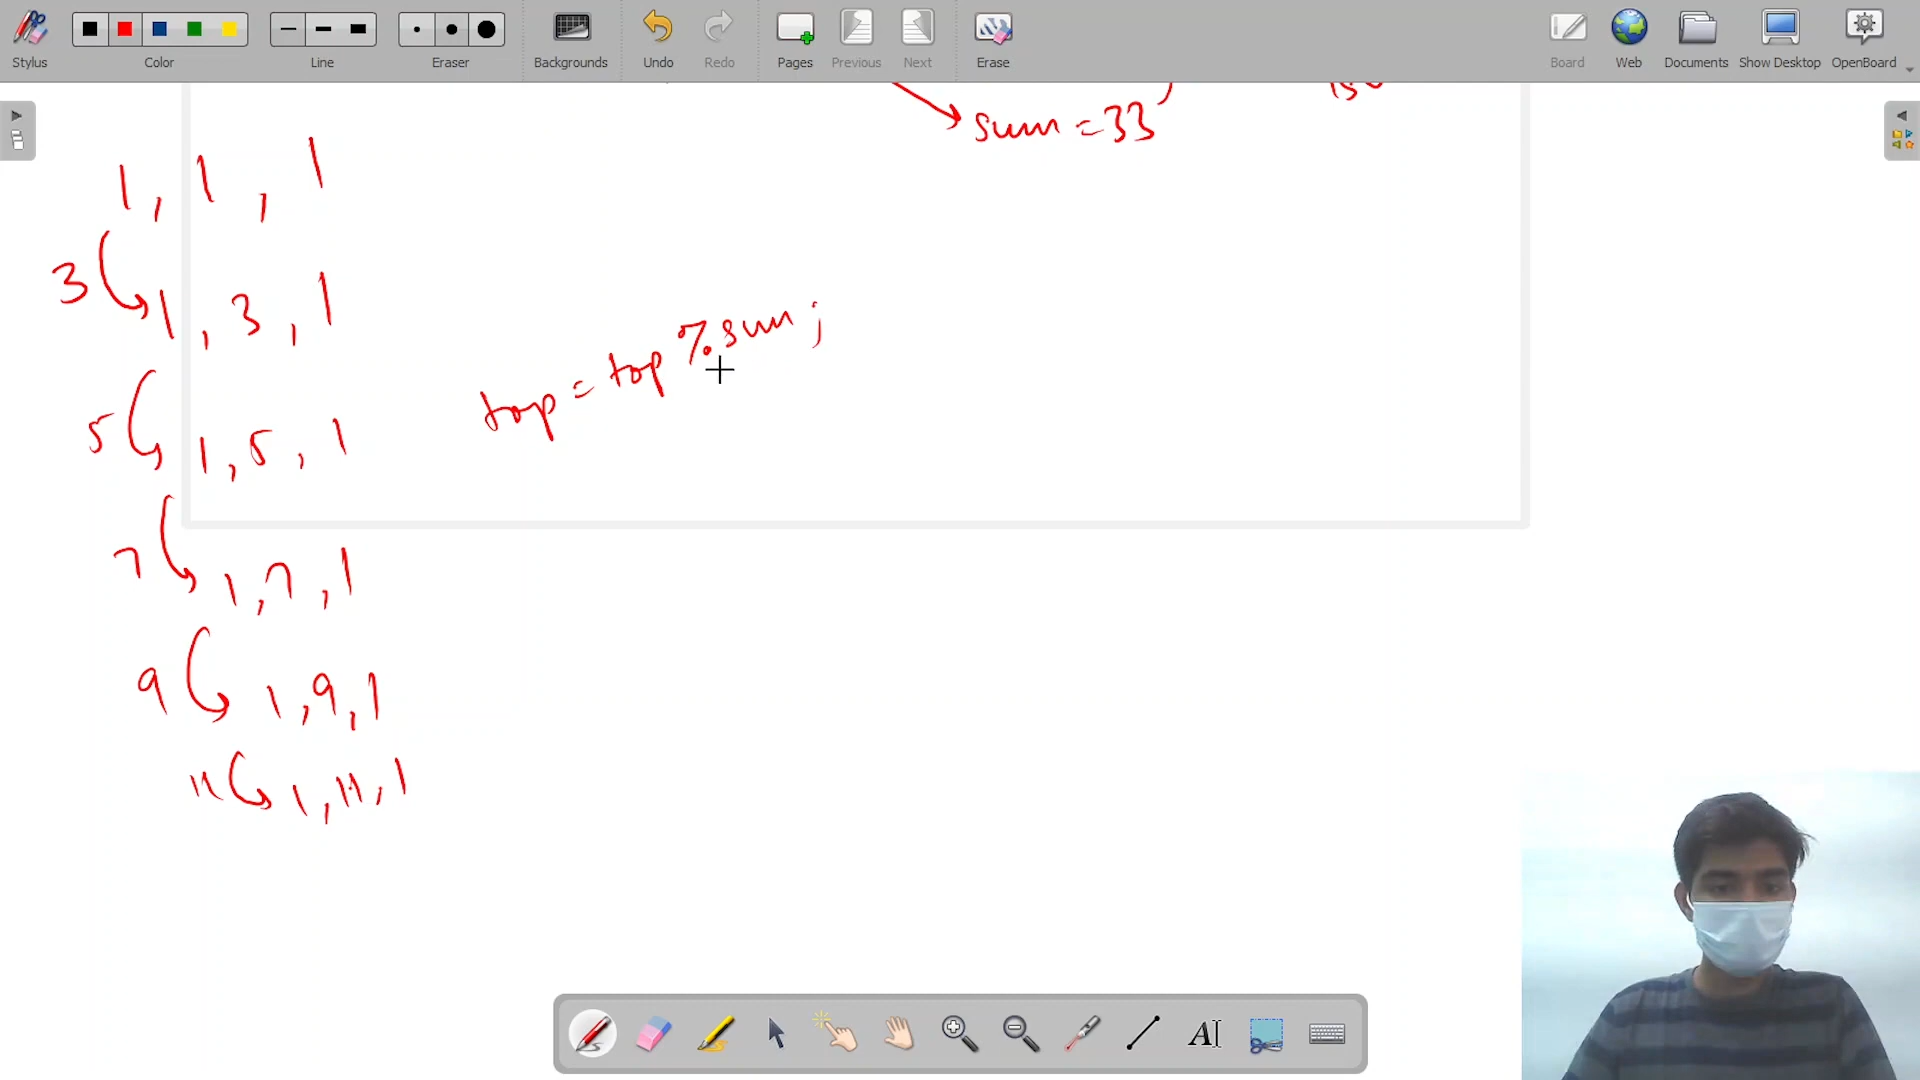 Stylus
Color
Line
Eraser
Backgrounds
Undo
Redo
Pages
Previous
Next
Erase
Board
Web
Documents
Show Desktop
OpenBoard
sum = 33
1, 1, 1
3 1, 3, 1
top = top % sum;
5 1, 5, 1
7 1, 7, 1
9 1, 9, 1
11 1, 11, 1